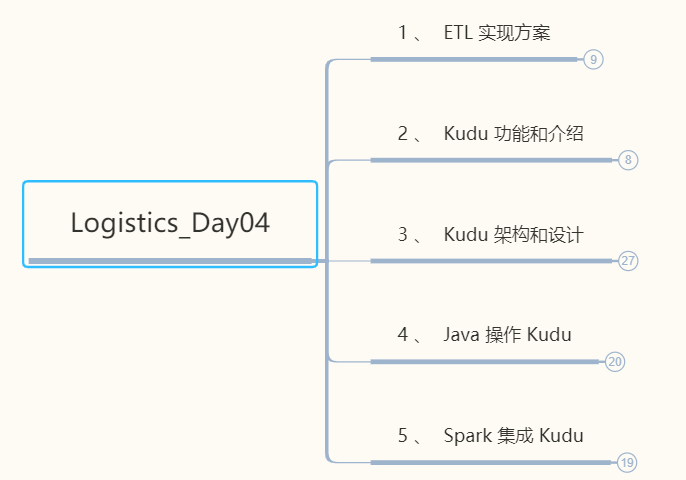 1、 ETL 实现方案
9
2、 Kudu 功能和介绍
8
Logistics_Day04
3、 Kudu 架构和设计
27
4、 Java 操作 Kudu
20
5、 Spark 集成 Kudu
19